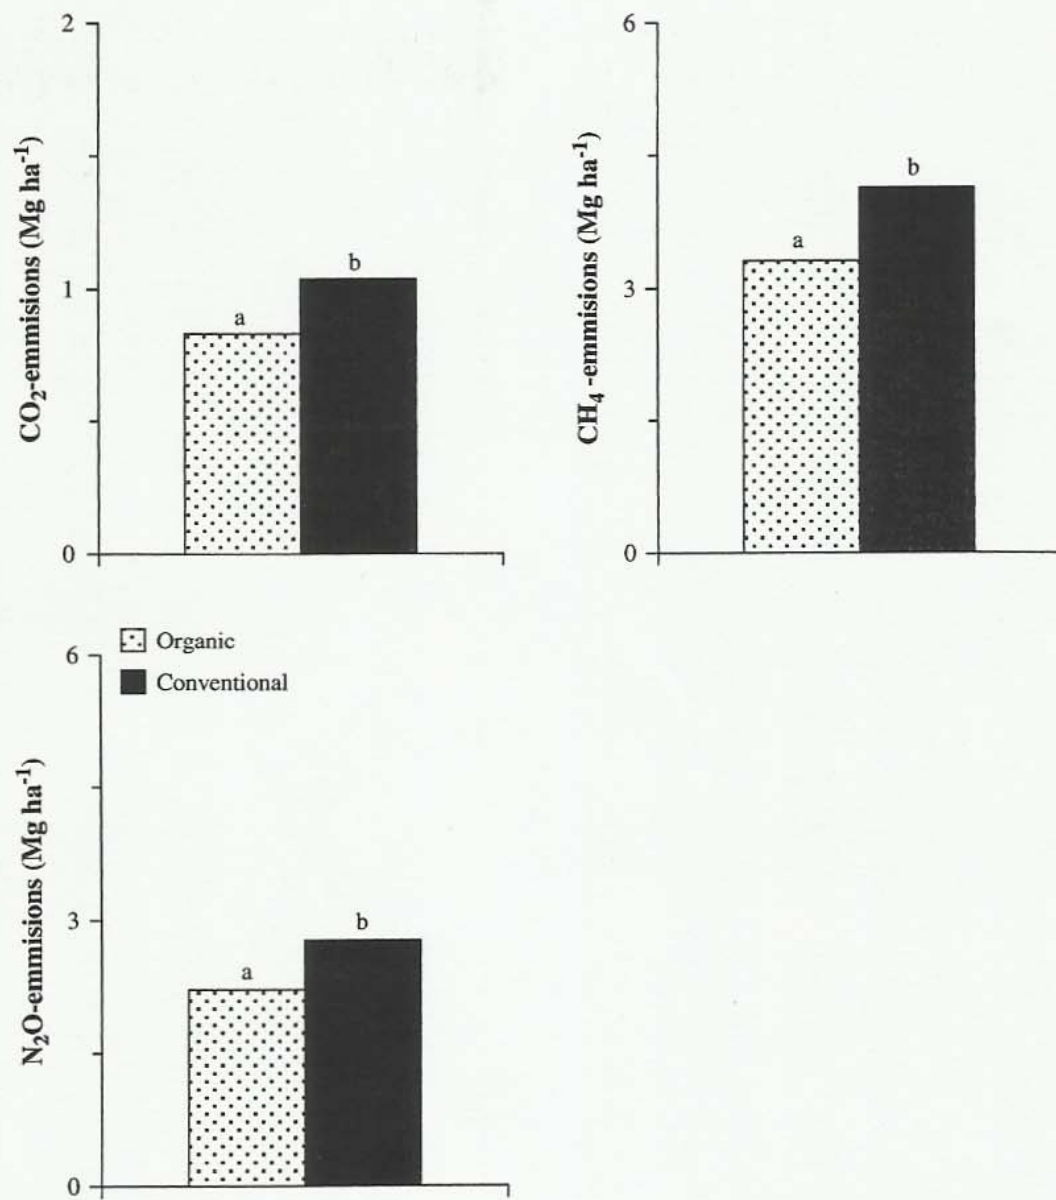 2
1
0
CO₂-emmisions (Mg ha⁻¹)
a
b
6
3
0
CH₄ -emmisions (Mg ha⁻¹)
a
b
Organic
Conventional
6
3
0
N₂O-emmisions (Mg ha⁻¹)
a
b